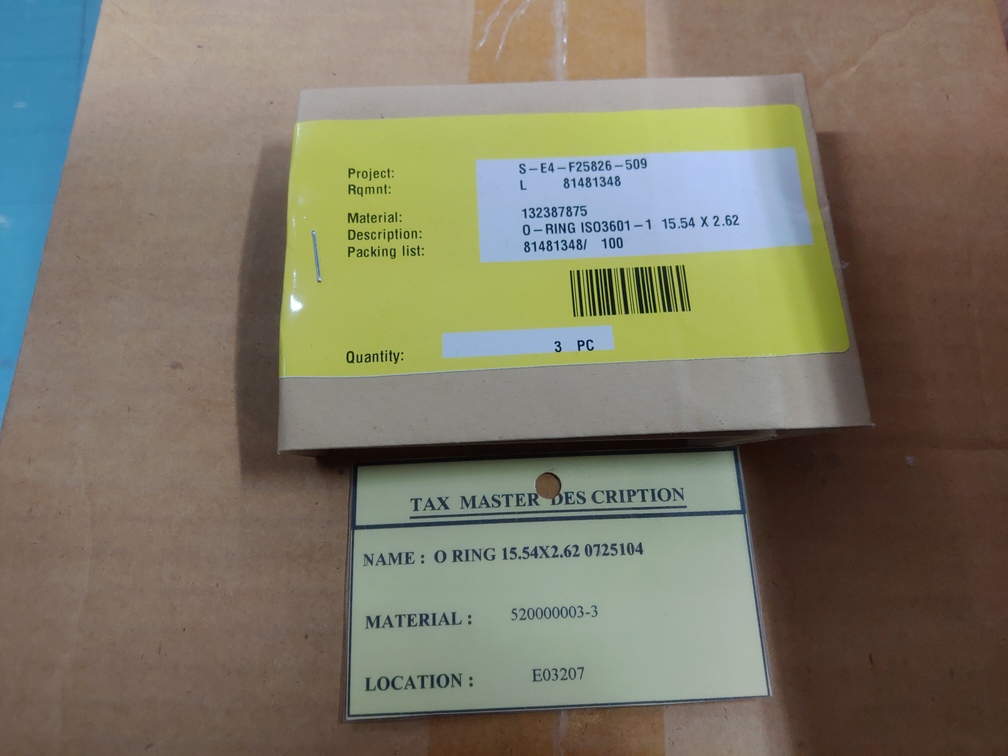 Project: S-E4-F25826-509
Rqmnt: L 81481348
Material: 132387875
Description: O-RING ISO3601-1 15.54 X 2.62
Packing list: 81481348/ 100
Quantity: 3 PC
TAX MASTER DES CRIPTION
NAME : O RING 15.54X2.62 0725104
MATERIAL : 520000003-3
LOCATION : E03207